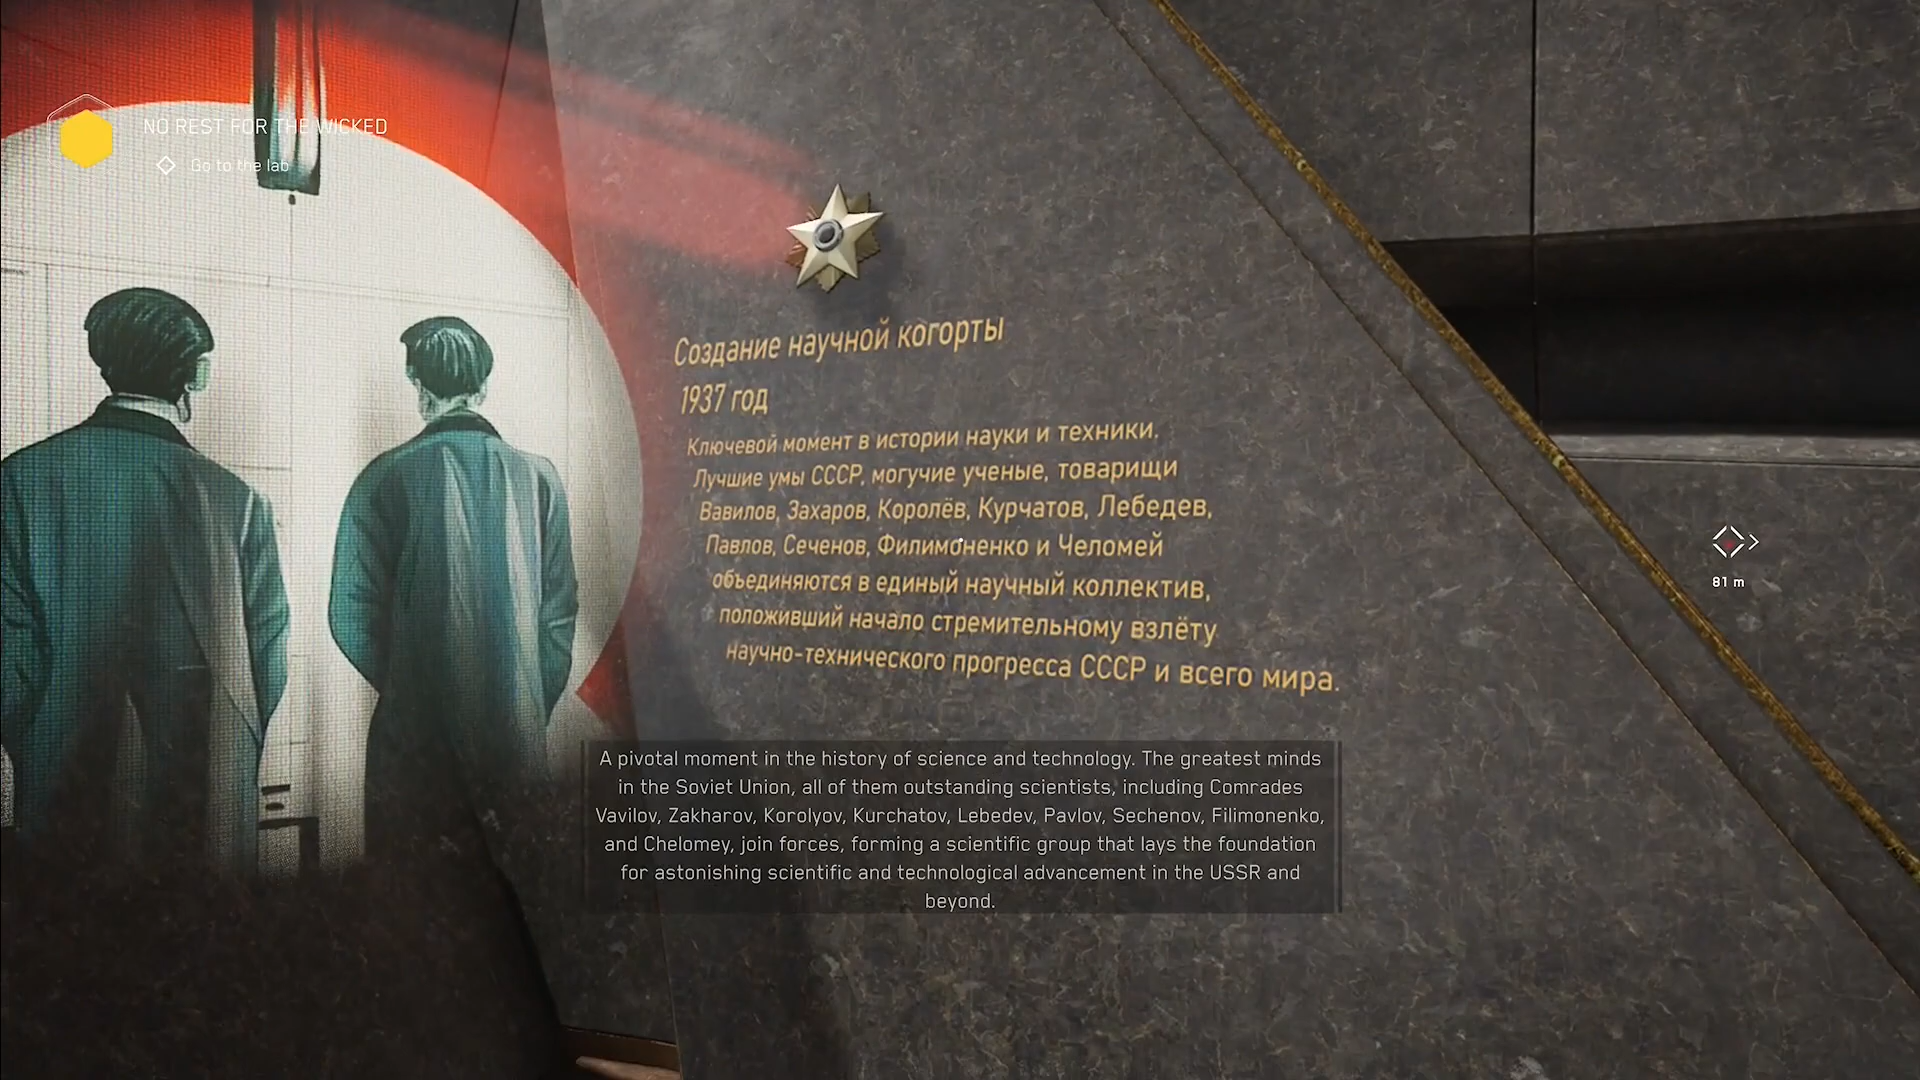 NO REST FOR THE WICKED
Go to the lab
Создание научной когорты
1937 год
Ключевой момент в истории науки и техники.
Лучшие умы СССР, могучие ученые, товарищи
Вавилов, Захаров, Королёв, Курчатов, Лебедев,
Павлов, Сеченов, Филимоненко и Челомей
объединяются в единый научный коллектив,
положивший начало стремительному взлёту
научно-технического прогресса СССР и всего мира.
81 m
A pivotal moment in the history of science and technology. The greatest minds
in the Soviet Union, all of them outstanding scientists, including Comrades
Vavilov, Zakharov, Korolyov, Kurchatov, Lebedev, Pavlov, Sechenov, Filimonenko,
and Chelomey, join forces, forming a scientific group that lays the foundation
for astonishing scientific and technological advancement in the USSR and
beyond.